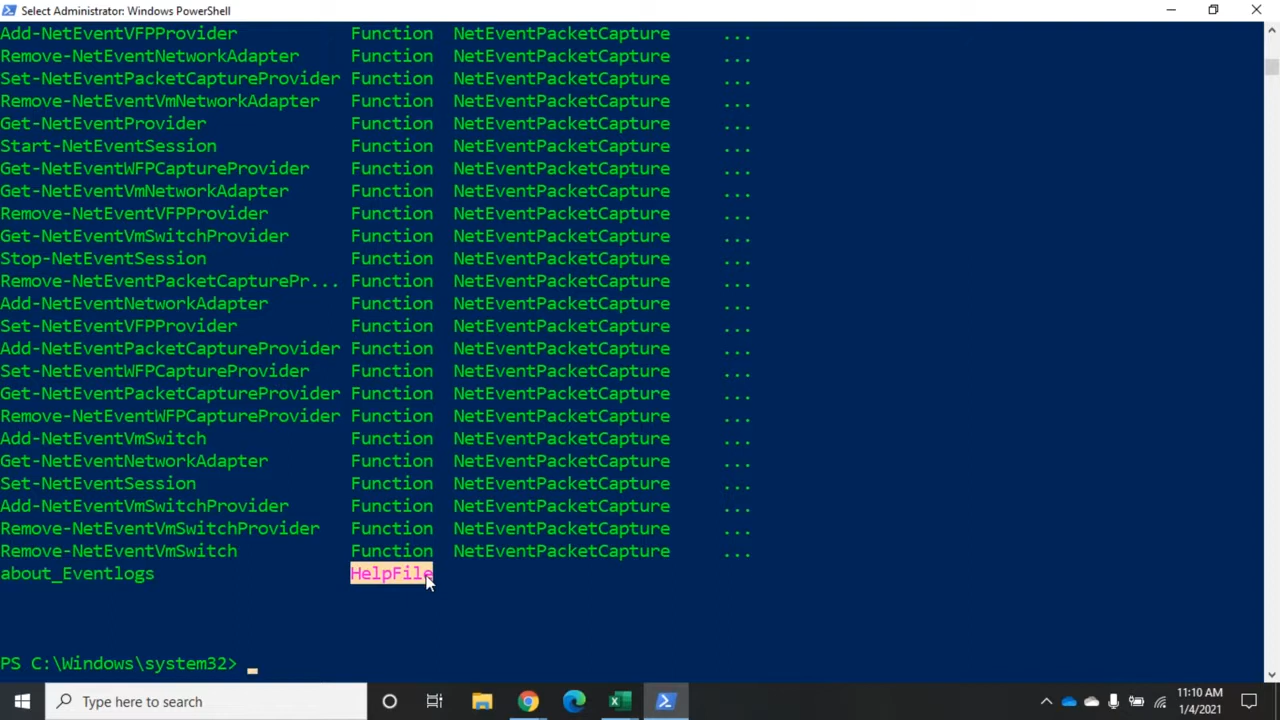 Select Administrator: Windows PowerShell
Add-NetEventVFPProvider Function NetEventPacketCapture ...
Remove-NetEventNetworkAdapter Function NetEventPacketCapture ...
Set-NetEventPacketCaptureProvider Function NetEventPacketCapture ...
Remove-NetEventVmNetworkAdapter Function NetEventPacketCapture ...
Get-NetEventProvider Function NetEventPacketCapture ...
Start-NetEventSession Function NetEventPacketCapture ...
Get-NetEventWFPCaptureProvider Function NetEventPacketCapture ...
Get-NetEventVmNetworkAdapter Function NetEventPacketCapture ...
Remove-NetEventVFPProvider Function NetEventPacketCapture ...
Get-NetEventVmSwitchProvider Function NetEventPacketCapture ...
Stop-NetEventSession Function NetEventPacketCapture ...
Remove-NetEventPacketCapturePr... Function NetEventPacketCapture ...
Add-NetEventNetworkAdapter Function NetEventPacketCapture ...
Set-NetEventVFPProvider Function NetEventPacketCapture ...
Add-NetEventPacketCaptureProvider Function NetEventPacketCapture ...
Set-NetEventWFPCaptureProvider Function NetEventPacketCapture ...
Get-NetEventPacketCaptureProvider Function NetEventPacketCapture ...
Remove-NetEventWFPCaptureProvider Function NetEventPacketCapture ...
Add-NetEventVmSwitch Function NetEventPacketCapture ...
Get-NetEventNetworkAdapter Function NetEventPacketCapture ...
Set-NetEventSession Function NetEventPacketCapture ...
Add-NetEventVmSwitchProvider Function NetEventPacketCapture ...
Remove-NetEventVmSwitchProvider Function NetEventPacketCapture ...
Remove-NetEventVmSwitch Function NetEventPacketCapture ...
about_Eventlogs HelpFile
PS C:\Windows\system32>
Type here to search
11:10 AM
1/4/2021